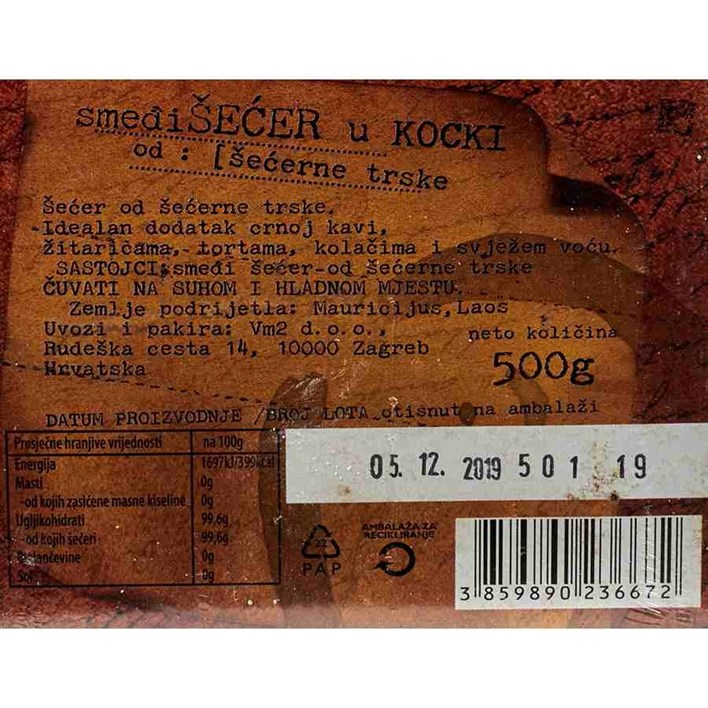 smeđi ŠEĆER u KOCKI
od : [šećerne trske
Šećer od šećerne trske.
Idealan dodatak crnoj kavi,
žitaricama, tortama, kolačima i svježem voću.
SASTOJCI: smeđi šećer od šećerne trske
ČUVATI NA SUHOM I HLADNOM MJESTU.
Zemlje podrijetla: Mauricijus, Laos
Uvozi i pakira: Vm2 d.o.o.,
Rudeška cesta 14, 10000 Zagreb
Hrvatska
neto količina
500g
DATUM PROIZVODNJE /BROJ LOTA otisnut na ambalaži
Prosječne hranjive vrijednosti na 100g
Energija 1697kJ/399kcal
Masti 0g
-od kojih zasićene masne kiseline 0g
Ugljikohidrati 99,6g
- od kojih šećeri 99,6g
Bjelančevine 0g
Sol 0g
05. 12. 2019 501 19
22
PAP
AMBALAŽA ZA
RECIKLIRANJE
3 859890 236672